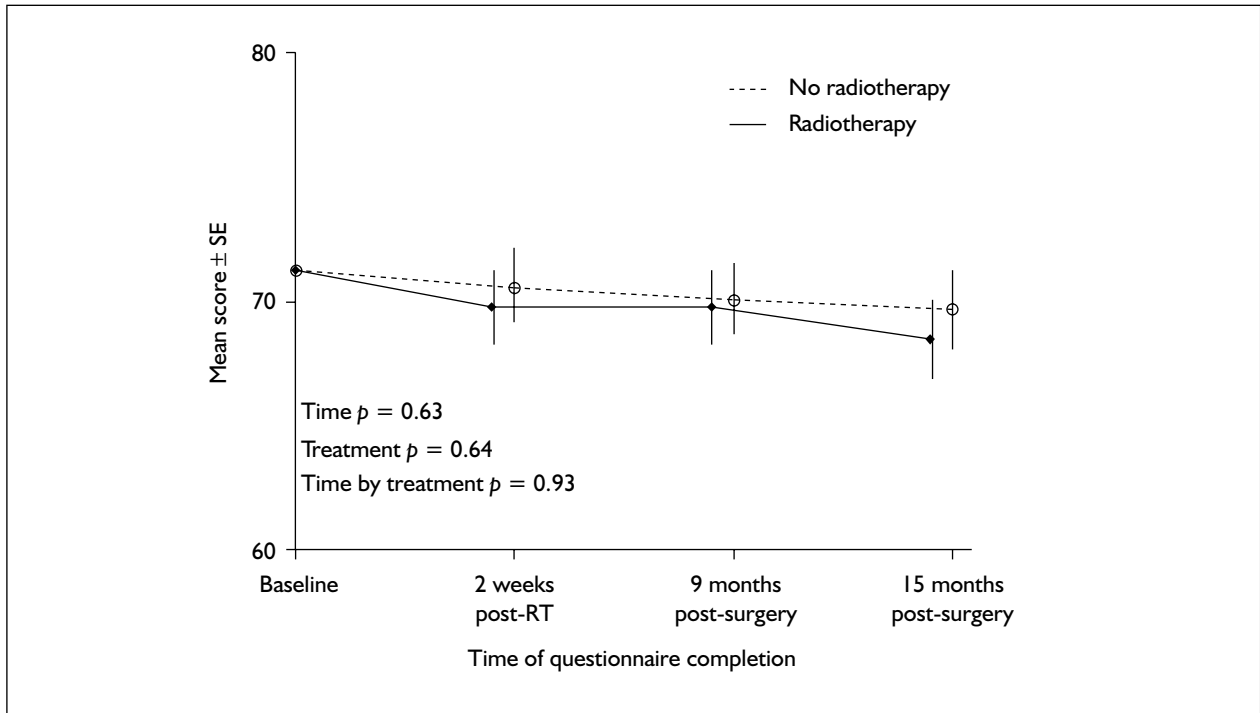 80
No radiotherapy
Radiotherapy
Mean score ± SE
70
Time p = 0.63
Treatment p = 0.64
Time by treatment p = 0.93
60
Baseline
2 weeks
post-RT
9 months
post-surgery
15 months
post-surgery
Time of questionnaire completion